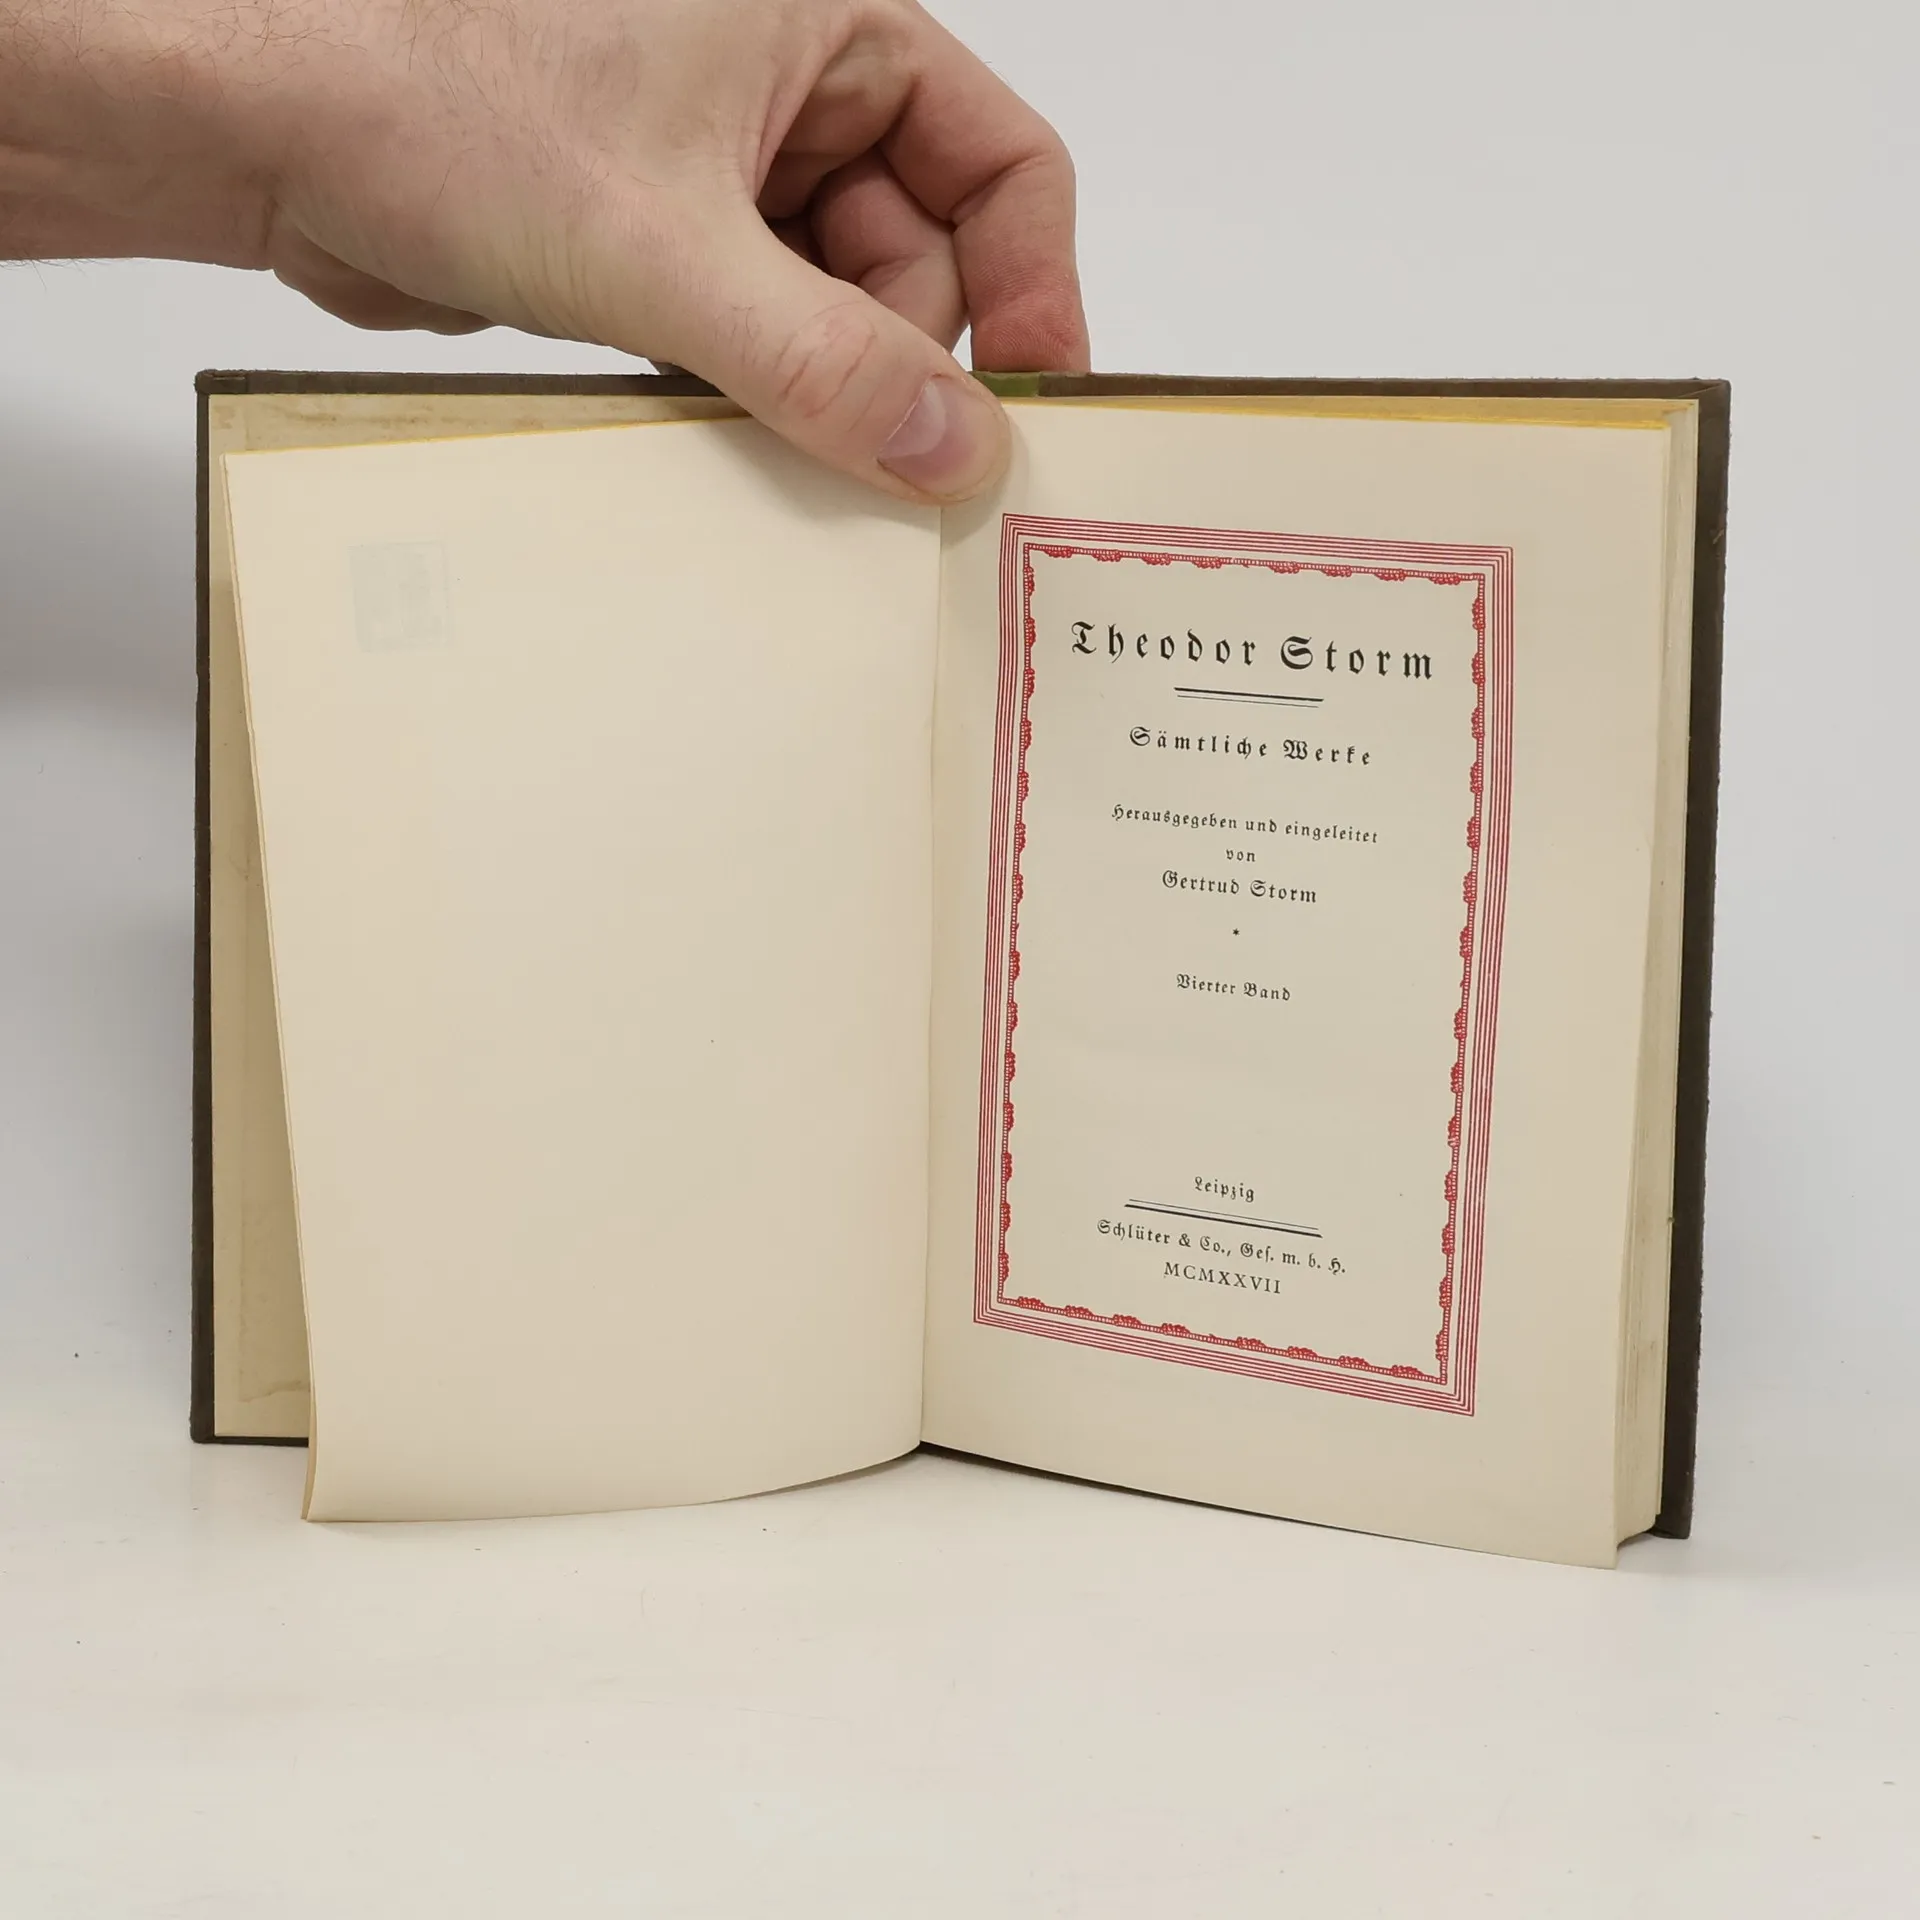 Theodor Storm
Sämtliche Werke
Herausgegeben und eingeleitet
von
Gertrud Storm
*
Vierter Band
Leipzig
Schlüter & Co., Ges. m. b. H.
MCMXXVII